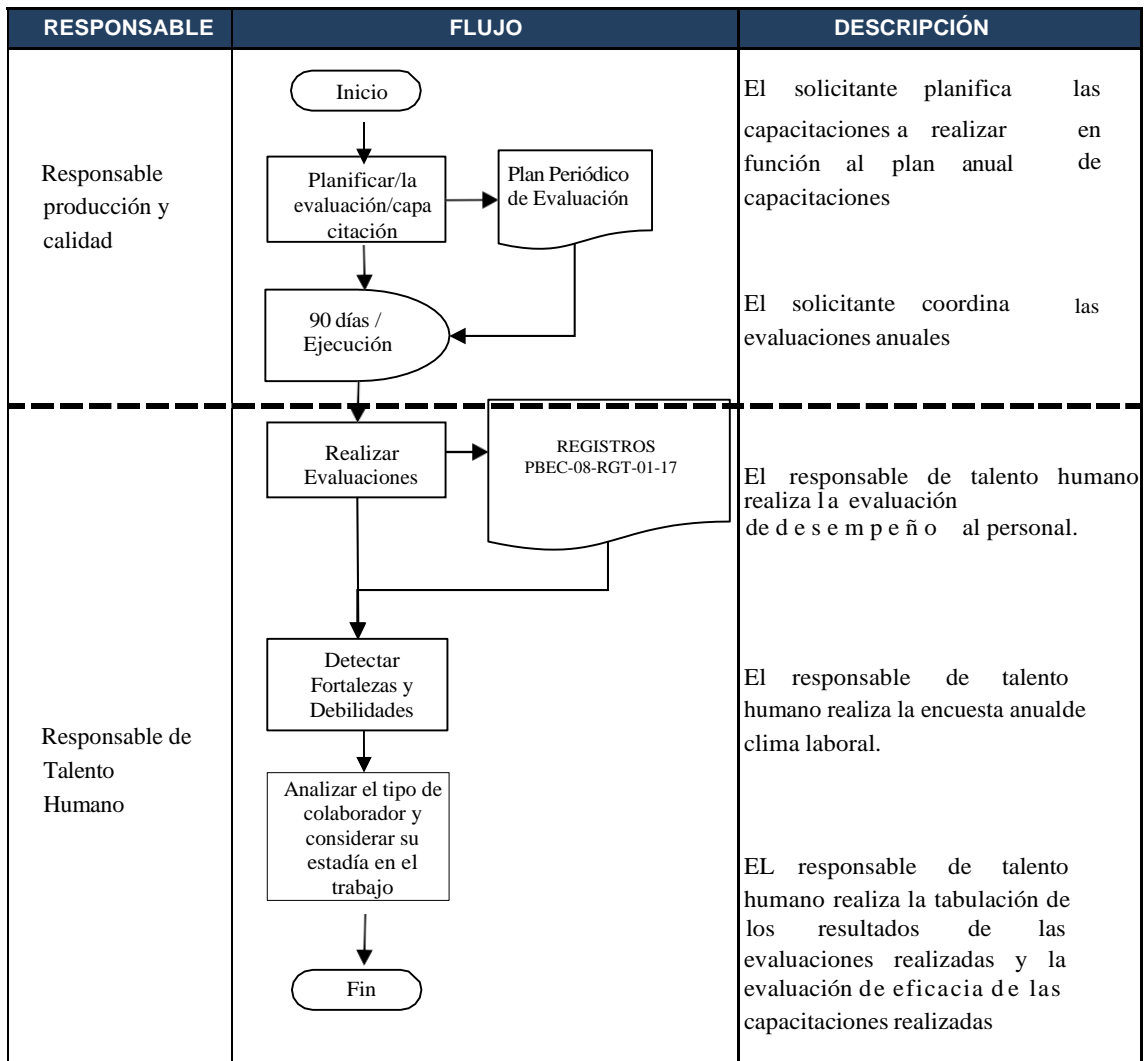 RESPONSABLE
FLUJO
DESCRIPCIÓN
Responsable
producción y
calidad
Inicio
Planificar/la
evaluación/capa
citación
Plan Periódico
de Evaluación
90 días /
Ejecución
El solicitante planifica las
capacitaciones a realizar en
función al plan anual de
capacitaciones
El solicitante coordina las
evaluaciones anuales
Responsable de
Talento
Humano
Realizar
Evaluaciones
REGISTROS
PBEC-08-RGT-01-17
Detectar
Fortalezas y
Debilidades
Analizar el tipo de
colaborador y
considerar su
estadía en el
trabajo
Fin
El responsable de talento humano
realiza la evaluación
de desempeño al personal.
El responsable de talento
humano realiza la encuesta anualde
clima laboral.
EL responsable de talento
humano realiza la tabulación de
los resultados de las
evaluaciones realizadas y la
evaluación de eficacia de las
capacitaciones realizadas